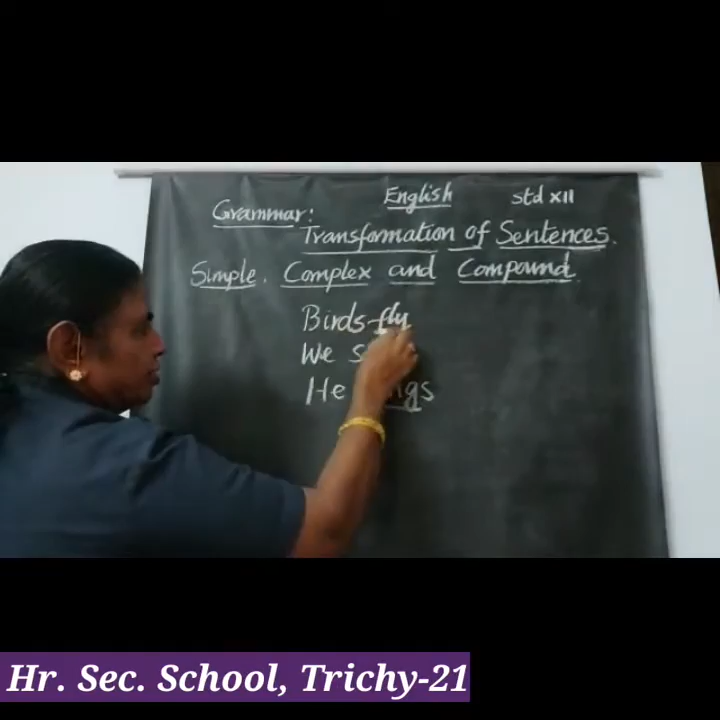 English std XII
Grammar:
Transformation of Sentences.
Simple, Complex and Compound.
Birds fly
We
He
Hr. Sec. School, Trichy-21